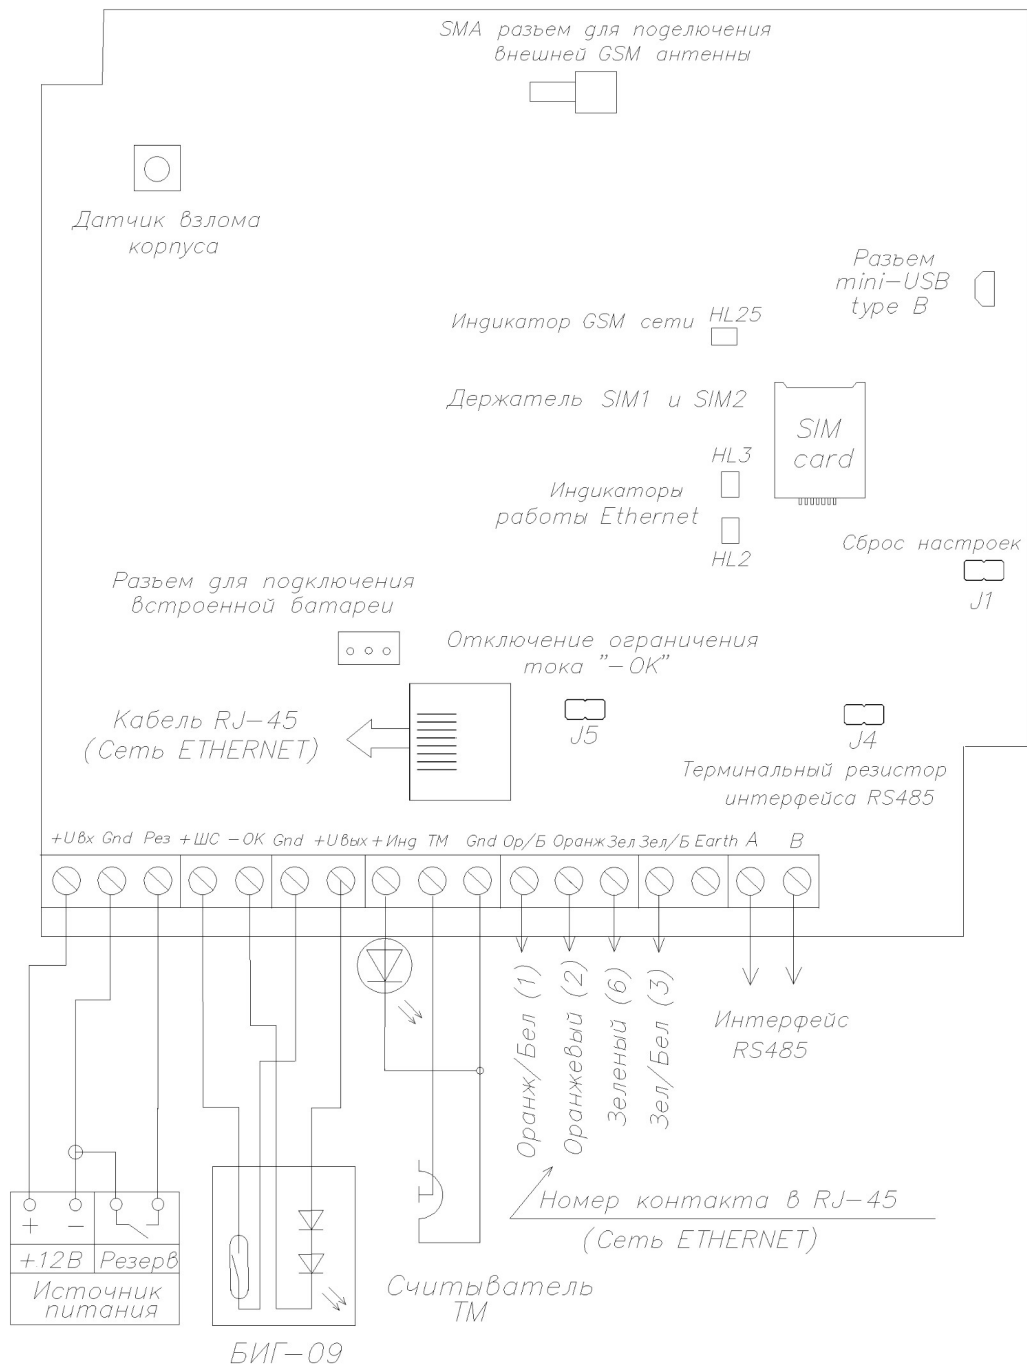 SMA разъем для поделючения
внешней GSM антенны
Датчик взлома
корпуса
Разъем
mini-USB
type B
Индикатор GSM сети HL25
Держатель SIM1 и SIM2
SIM
card
HL3
Индикаторы
работы Ethernet
HL2
Сброс настроек
J1
Разъем для подключения
встроенной батареи
Отключение ограничения
тока "-ОК"
J5
Кабель RJ-45
(Сеть ETHERNET)
J4
Терминальный резистор
интерфейса RS485
+Uвх Gnd Рез +ШС -ОК Gnd +Uвых +Инд ТМ Gnd Ор/Б Оранж Зел Зел/Б Earth A B
Оранж/Бел (1)
Оранжевый (2)
Зеленый (6)
Зел/Бел (3)
Интерфейс
RS485
Номер контакта в RJ-45
(Сеть ETHERNET)
+ -
+12В Резерв
Источник
питания
Считыватель
ТМ
БИГ-09